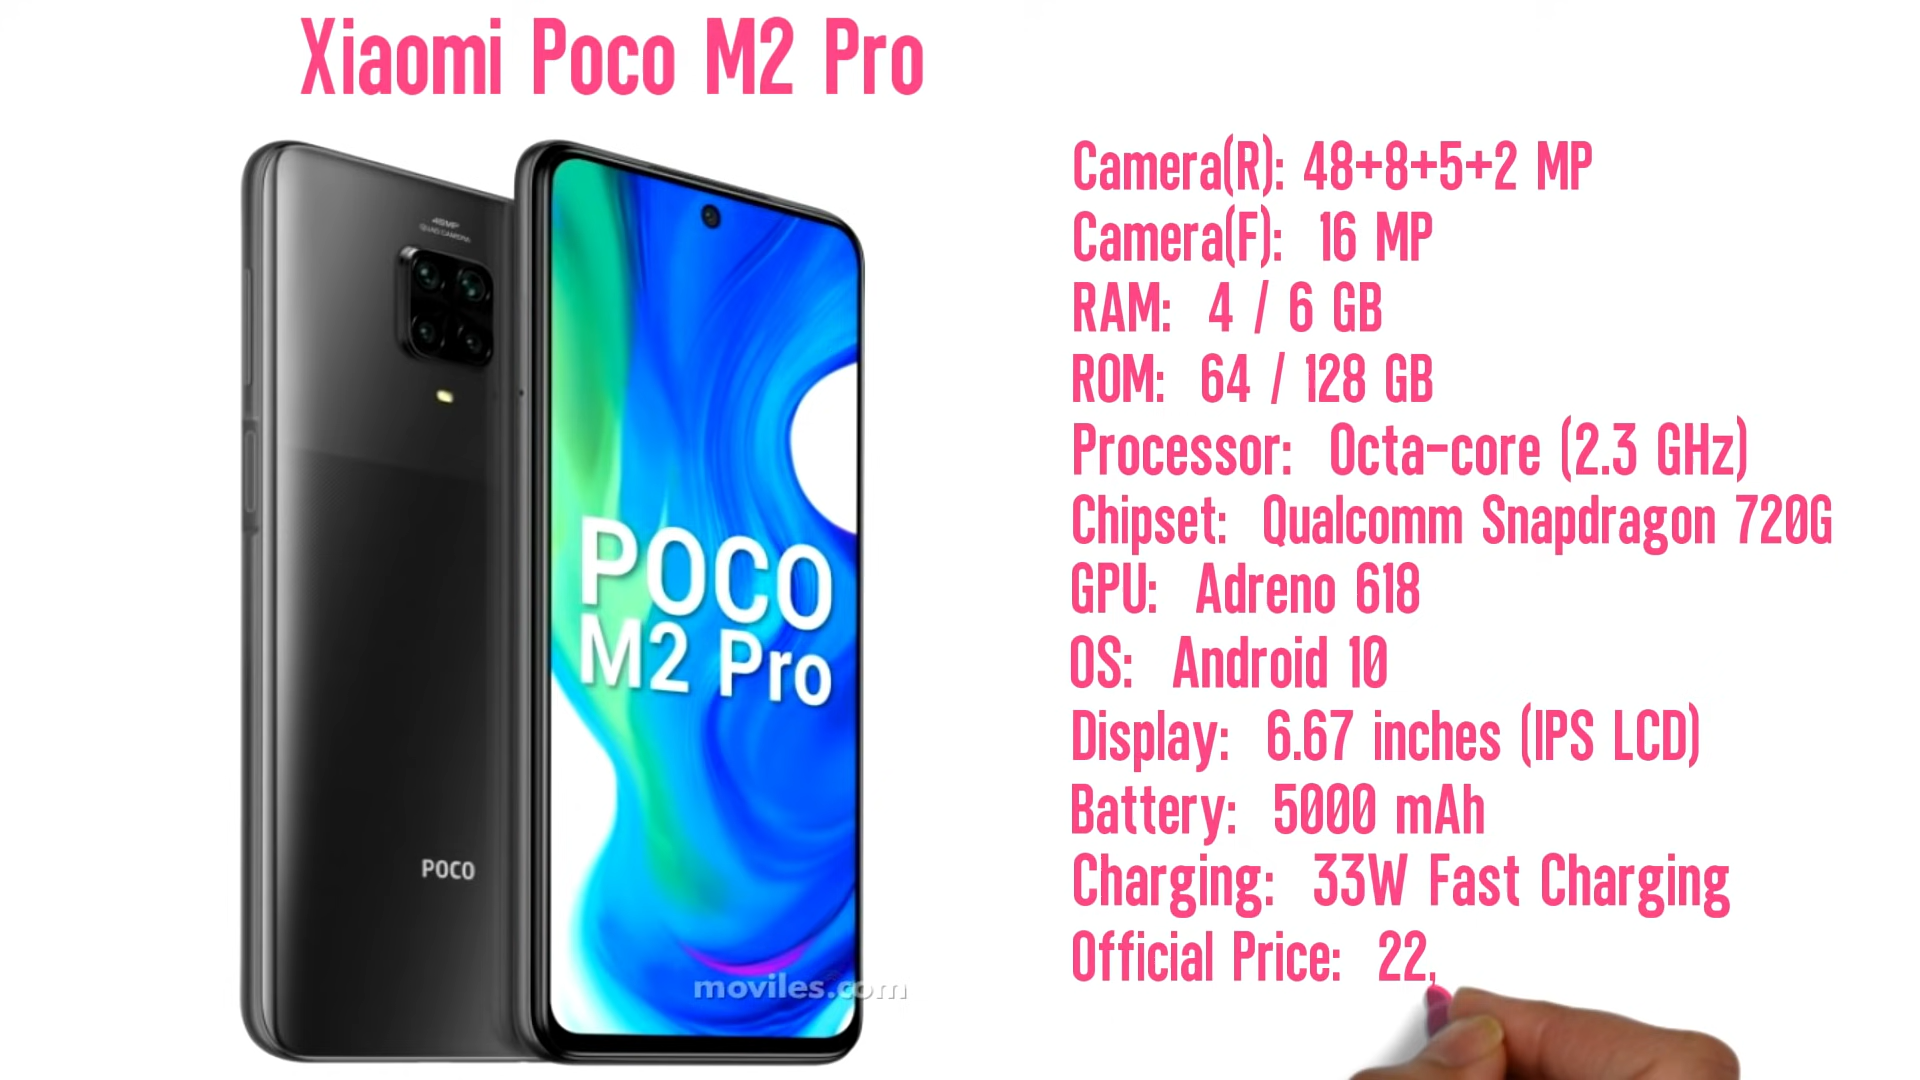 Xiaomi Poco M2 Pro
48MP
QUAD CAMERA
POCO
M2 Pro
POCO
moviles.com
Camera(R): 48+8+5+2 MP
Camera(F): 16 MP
RAM: 4 / 6 GB
ROM: 64 / 128 GB
Processor: Octa-core (2.3 GHz)
Chipset: Qualcomm Snapdragon 720G
GPU: Adreno 618
OS: Android 10
Display: 6.67 inches (IPS LCD)
Battery: 5000 mAh
Charging: 33W Fast Charging
Official Price: 22,